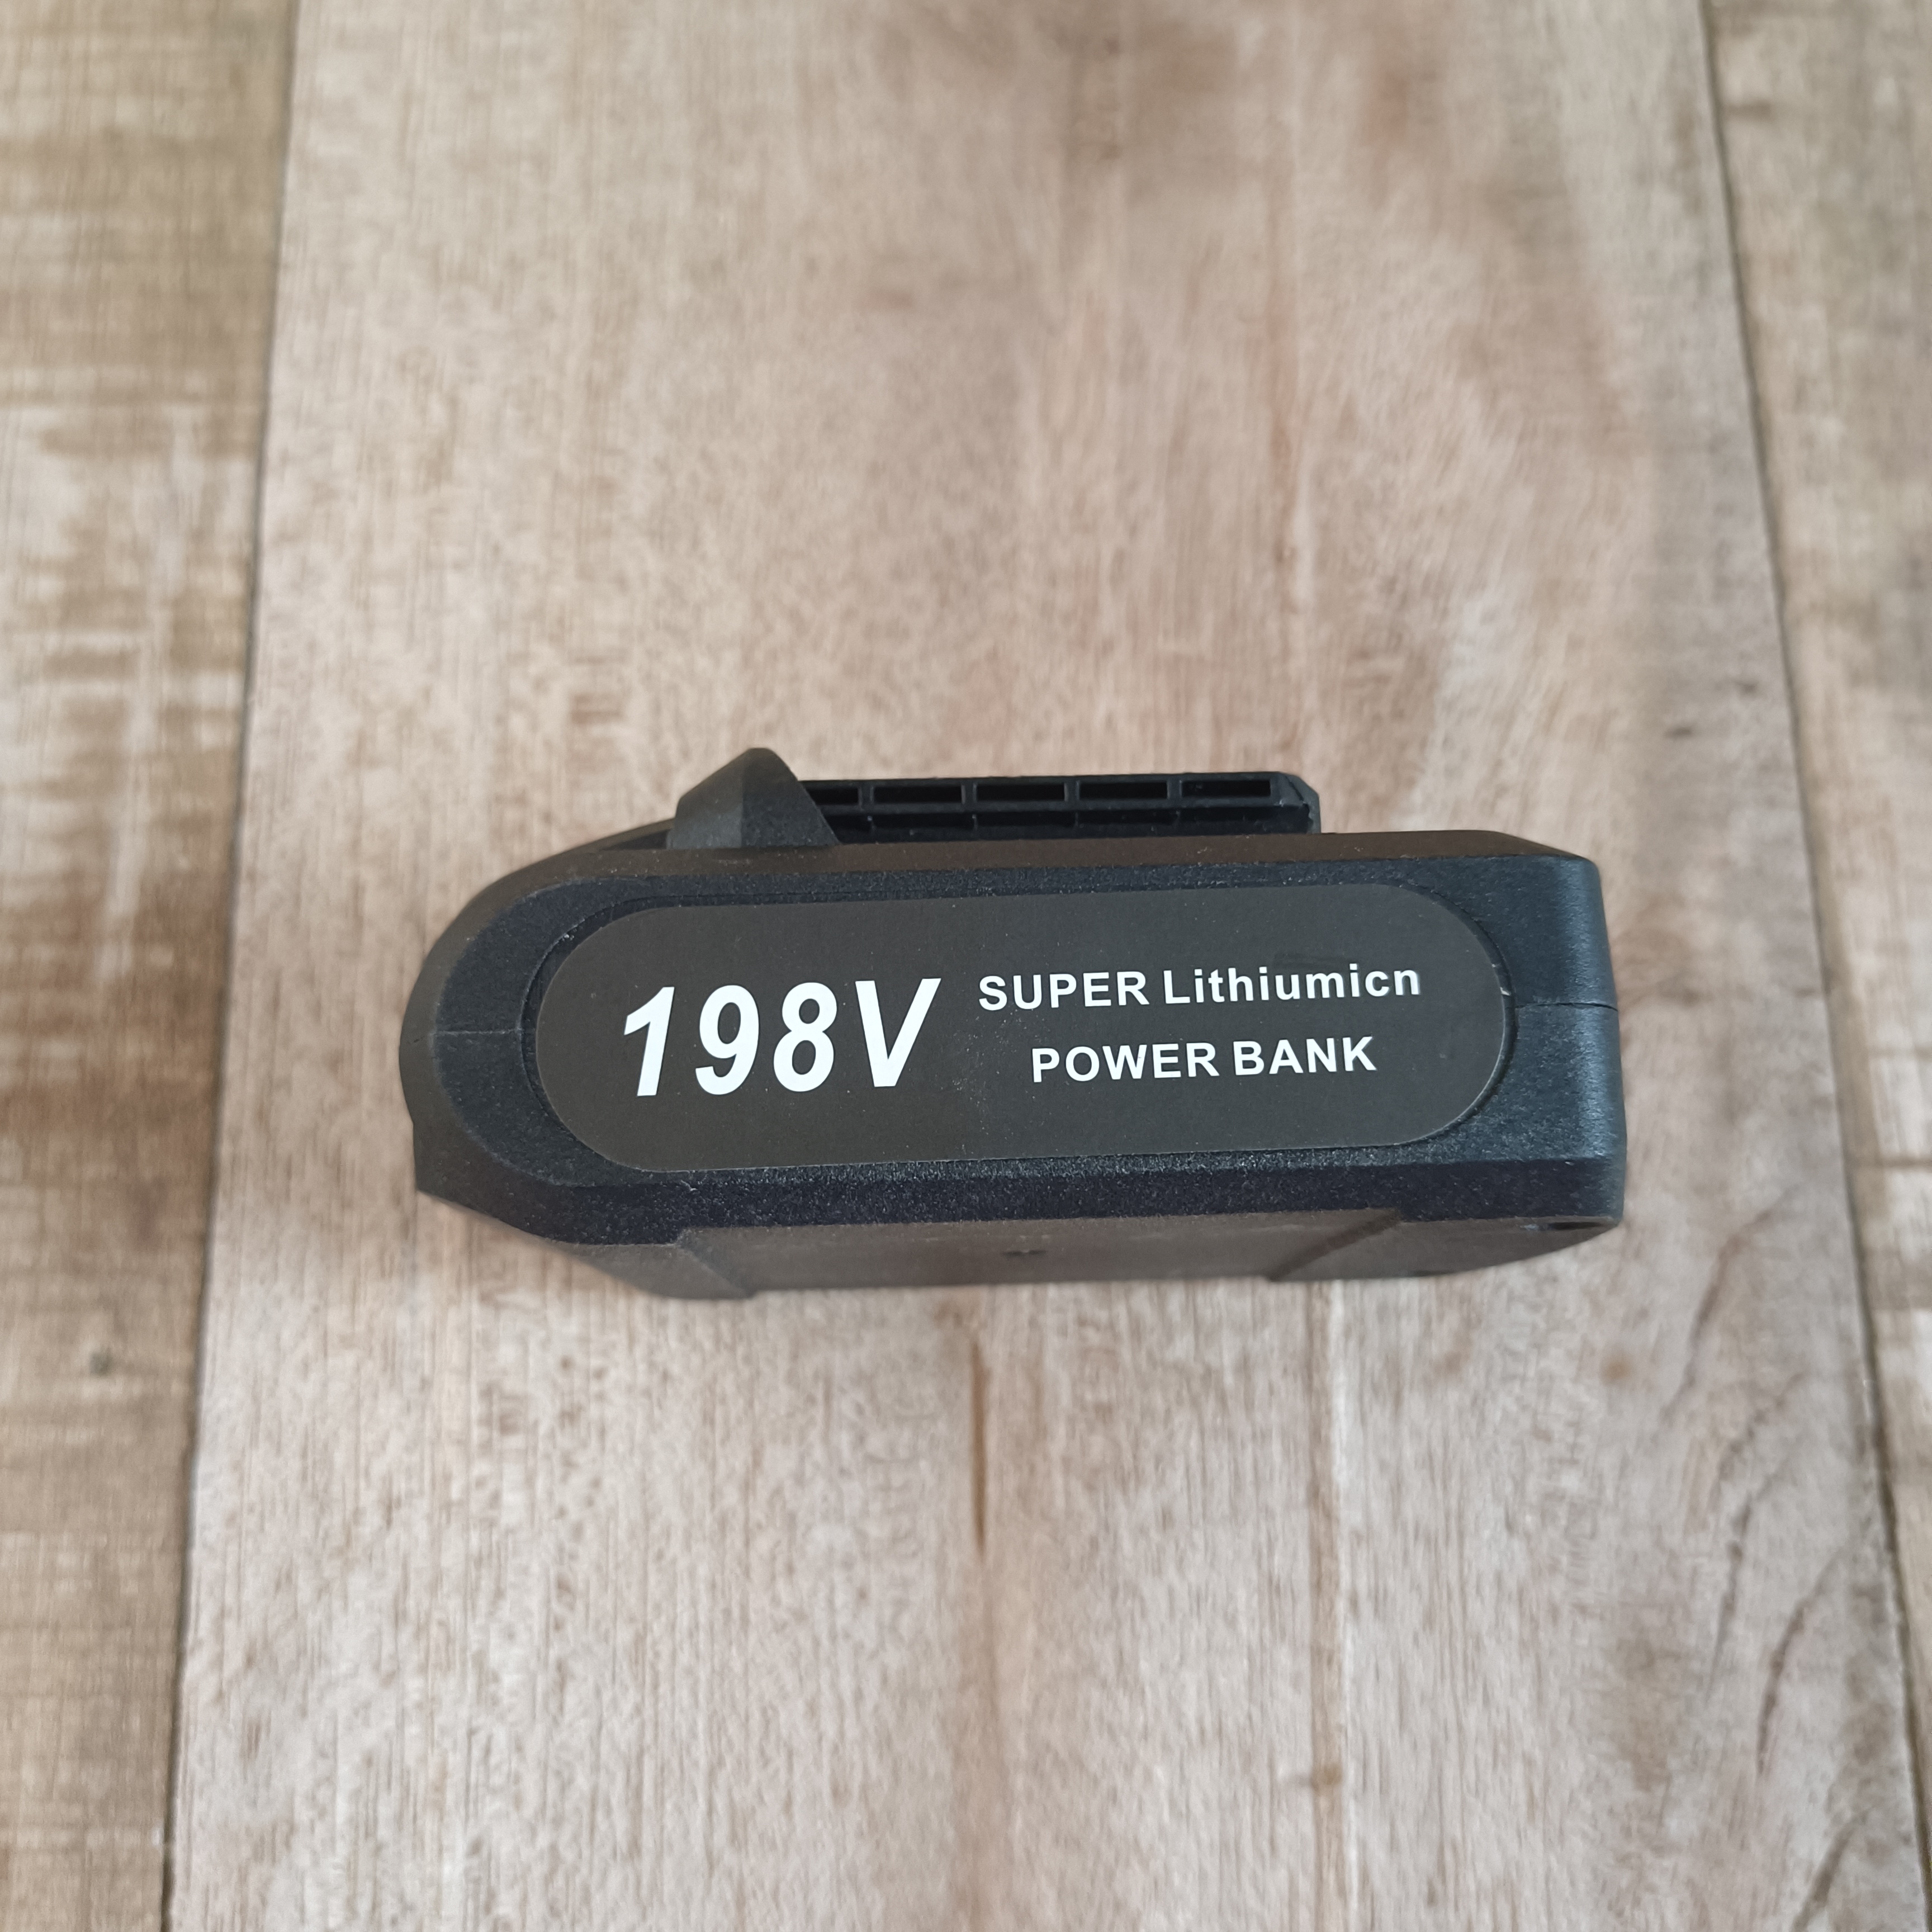 198V
SUPER Lithiumicn
POWER BANK